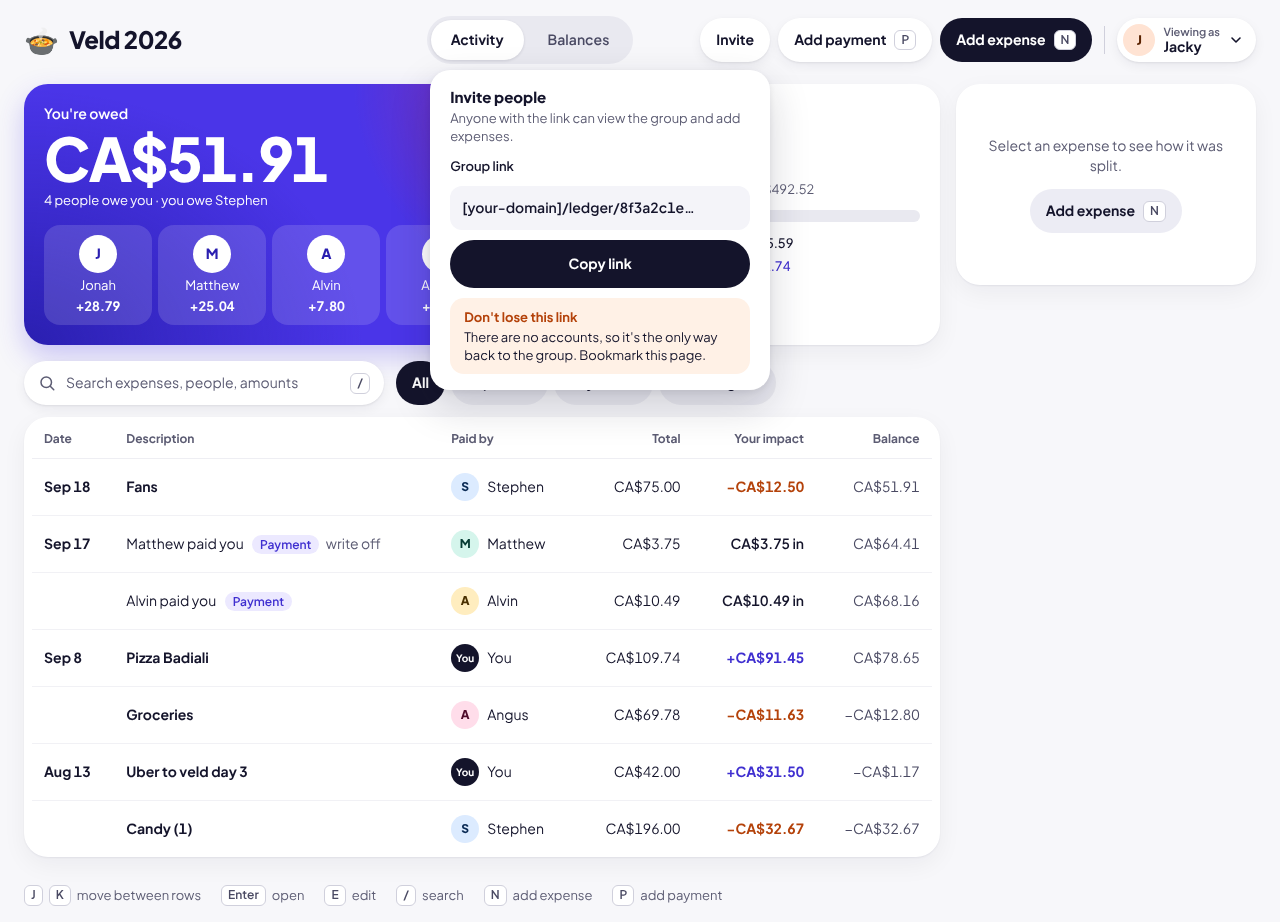 Veld 2026
Activity
Balances
Invite
Add payment P
Add expense N
J
Viewing as
Jacky
You're owed
CA$51.91
4 people owe you · you owe Stephen
J
Jonah
+28.79
M
Matthew
+25.04
A
Alvin
+7.80
Invite people
Anyone with the link can view the group and add
expenses.
Group link
[your-domain]/ledger/8f3a2c1e…
Copy link
Don't lose this link
There are no accounts, so it's the only way
back to the group. Bookmark this page.
Select an expense to see how it was
split.
Add expense N
Search expenses, people, amounts /
All
Date Description Paid by Total Your impact Balance
Sep 18 Fans S Stephen CA$75.00 −CA$12.50 CA$51.91
Sep 17 Matthew paid you Payment write off M Matthew CA$3.75 CA$3.75 in CA$64.41
Alvin paid you Payment A Alvin CA$10.49 CA$10.49 in CA$68.16
Sep 8 Pizza Badiali You You CA$109.74 +CA$91.45 CA$78.65
Groceries A Angus CA$69.78 −CA$11.63 −CA$12.80
Aug 13 Uber to veld day 3 You You CA$42.00 +CA$31.50 −CA$1.17
Candy (1) S Stephen CA$196.00 −CA$32.67 −CA$32.67
J K move between rows Enter open E edit / search N add expense P add payment